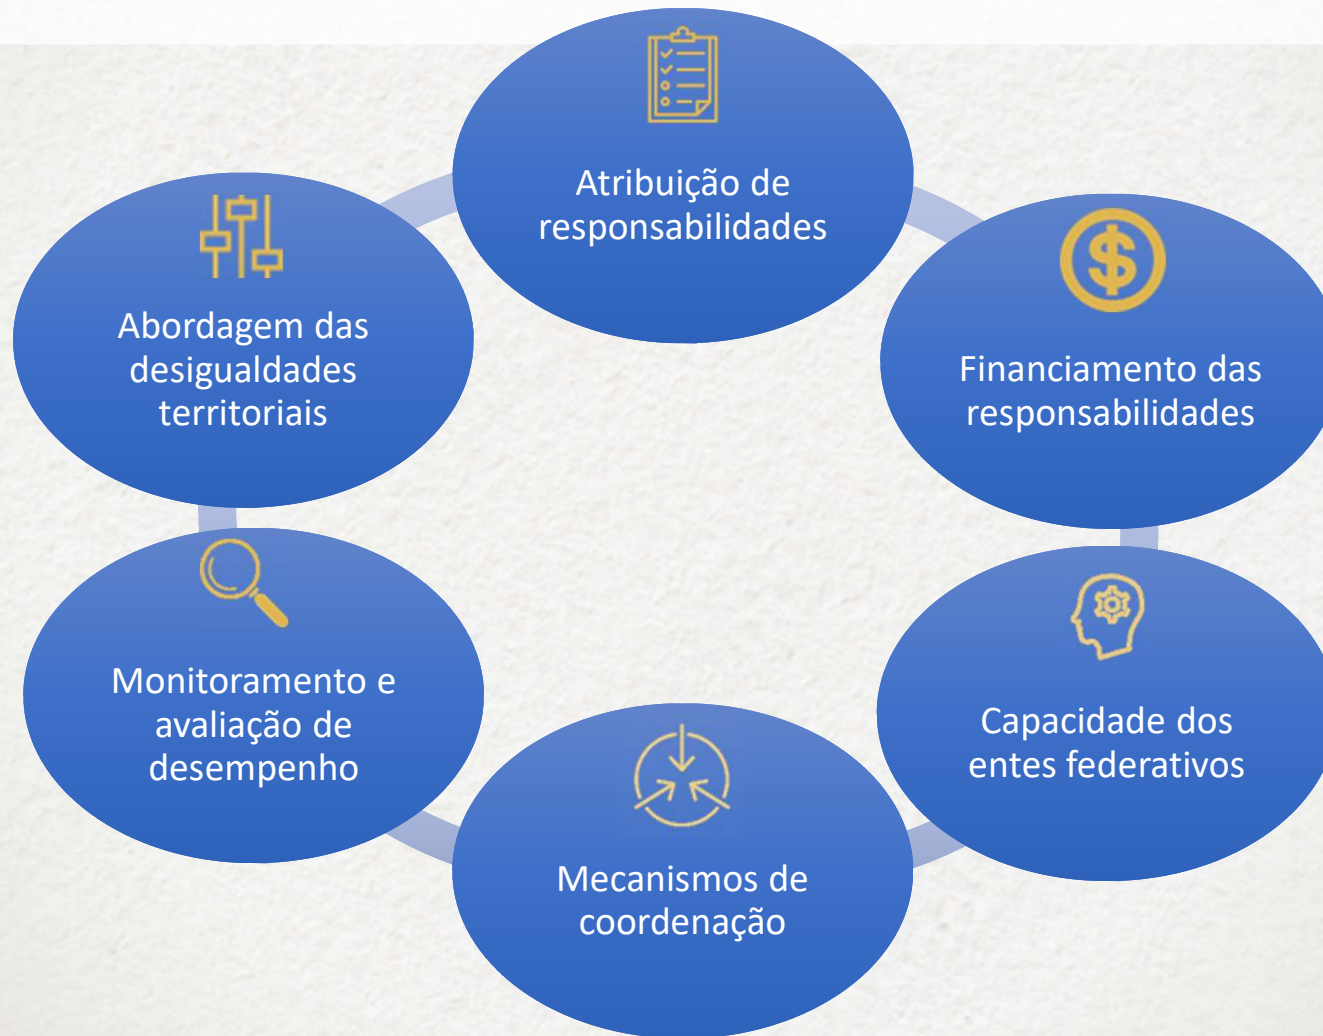 Atribuição de
responsabilidades
Financiamento das
responsabilidades
Capacidade dos
entes federativos
Mecanismos de
coordenação
Monitoramento e
avaliação de
desempenho
Abordagem das
desigualdades
territoriais